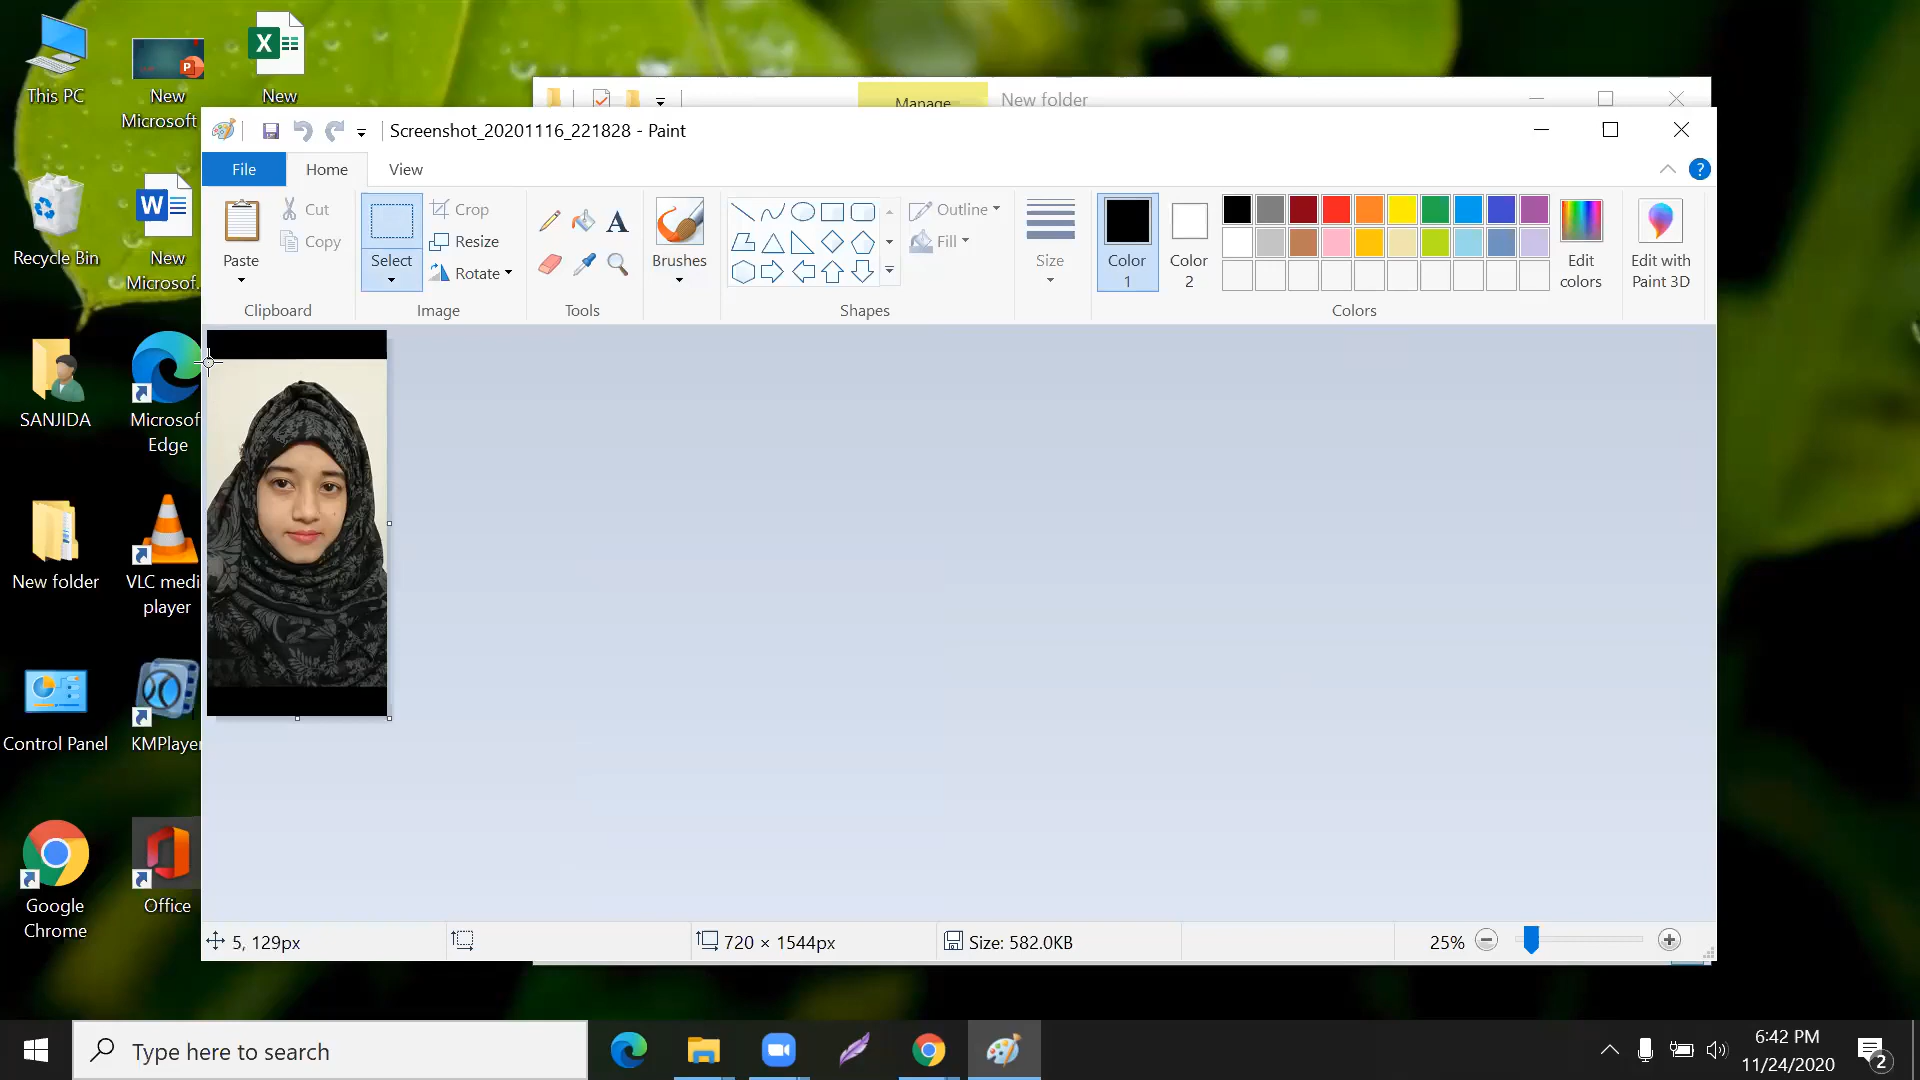 This PC
New
Microsoft
New
Manage
New folder
Screenshot_20201116_221828 - Paint
File
Home
View
?
Paste
Cut
Copy
Clipboard
Select
Crop
Resize
Rotate
Image
A
Tools
Brushes
Shapes
Outline
Fill
Size
Color
1
Color
2
Edit
colors
Colors
Edit with
Paint 3D
Recycle Bin
New
Microsof.
SANJIDA
Microsof
Edge
New folder
VLC medi
player
Control Panel
KMPlaye
Google
Chrome
Office
5, 129px
720 × 1544px
Size: 582.0KB
25%
Type here to search
6:42 PM
11/24/2020
2